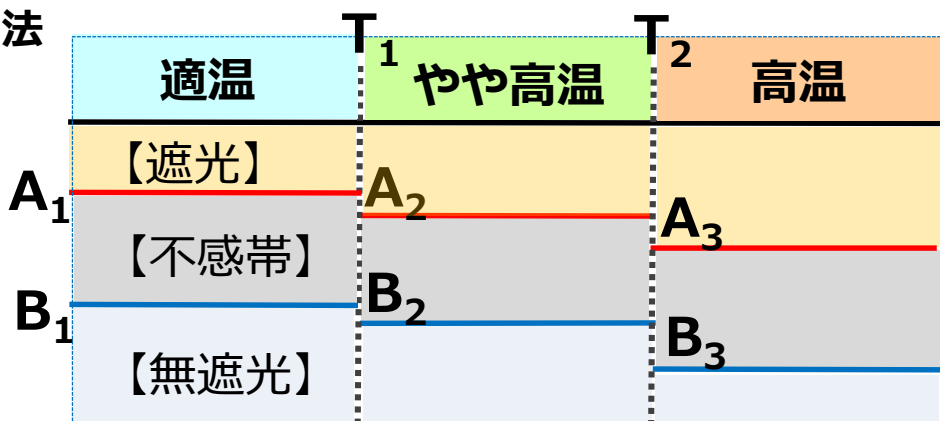 法
T1 T2
適温 やや高温 高温
【遮光】
A1 A2 A3
【不感帯】
B1 B2 B3
【無遮光】